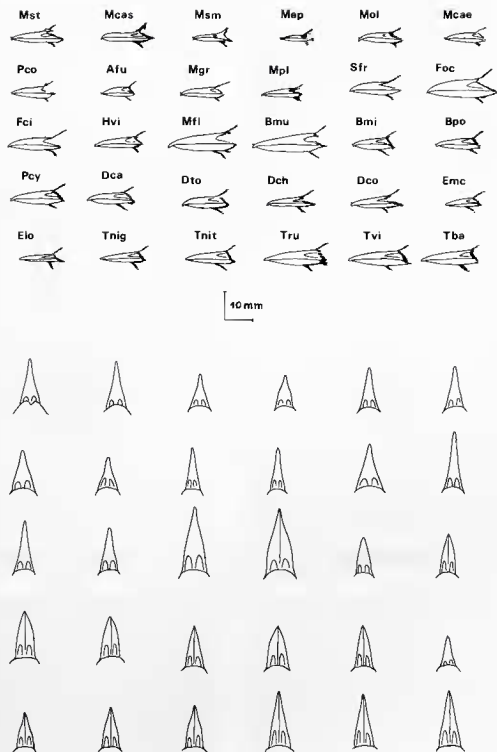 Mst Mcas Msm Mep Mol Mcae
Pco Afu Mgr Mpl Sfr Foc
Fci Hvi Mfl Bmu Bmi Bpo
Pcy Dca Dto Dch Dco Emc
Elo Tnig Tnit Tru Tvi Tba
10 mm